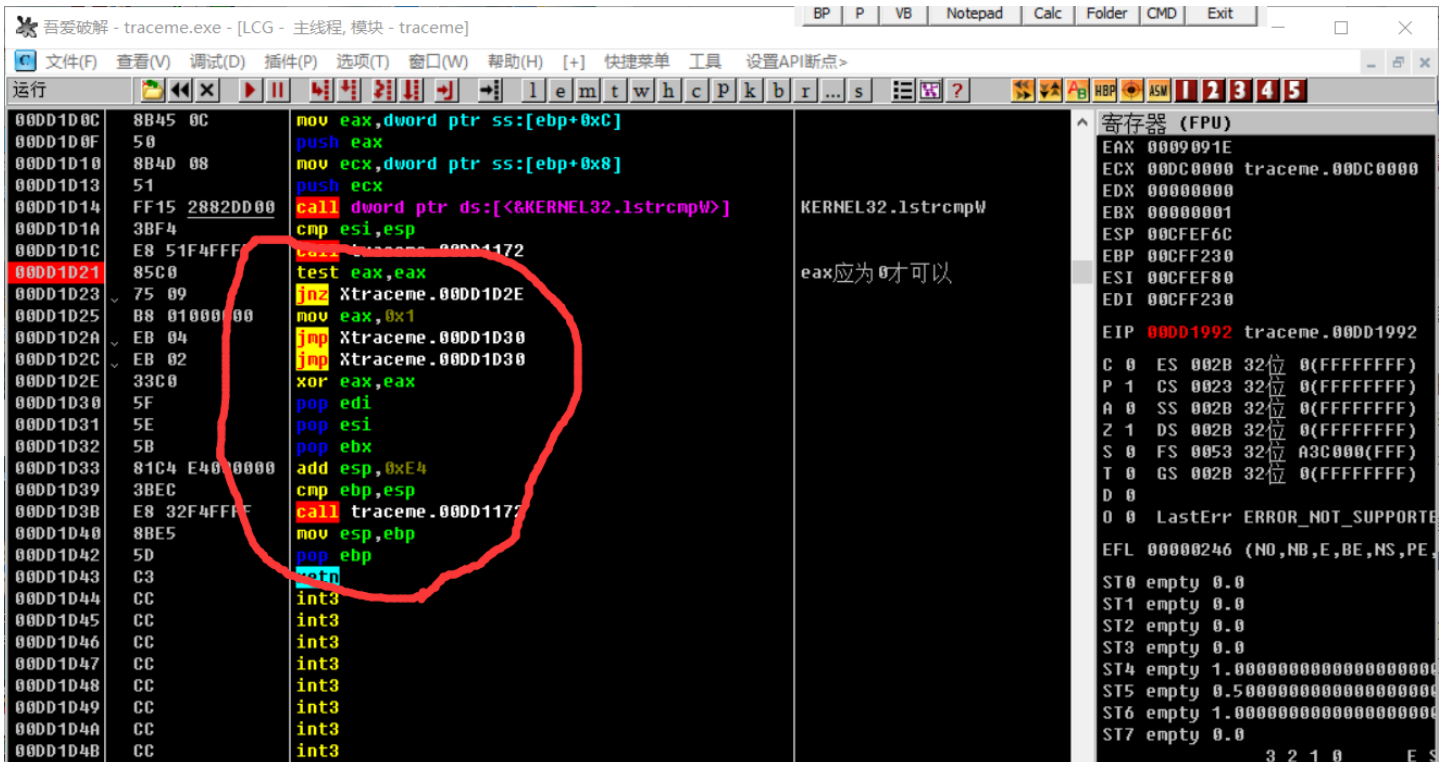 BP P VB Notepad Calc Folder CMD Exit
吾爱破解 - traceme.exe - [LCG - 主线程, 模块 - traceme]
C 文件(F) 查看(V) 调试(D) 插件(P) 选项(T) 窗口(W) 帮助(H) [+] 快捷菜单 工具 设置API断点>
运行 l e m t w h c P k b r ... s ? AB HBP ASM 1 2 3 4 5
寄存器 (FPU)
00DD1D0C 8B45 0C mov eax,dword ptr ss:[ebp+0xC]
00DD1D0F 50 push eax
00DD1D10 8B4D 08 mov ecx,dword ptr ss:[ebp+0x8]
00DD1D13 51 push ecx
00DD1D14 FF15 2882DD00 call dword ptr ds:[<&KERNEL32.lstrcmpW>] KERNEL32.lstrcmpW
00DD1D1A 3BF4 cmp esi,esp
00DD1D1C E8 51F4FFF call traceme.00DD1172
00DD1D21 85C0 test eax,eax eax应为0才可以
00DD1D23 75 09 jnz Xtraceme.00DD1D2E
00DD1D25 B8 01000000 mov eax,0x1
00DD1D2A EB 04 jmp Xtraceme.00DD1D30
00DD1D2C EB 02 jmp Xtraceme.00DD1D30
00DD1D2E 33C0 xor eax,eax
00DD1D30 5F pop edi
00DD1D31 5E pop esi
00DD1D32 5B pop ebx
00DD1D33 81C4 E4000000 add esp,0xE4
00DD1D39 3BEC cmp ebp,esp
00DD1D3B E8 32F4FFFF call traceme.00DD1172
00DD1D40 8BE5 mov esp,ebp
00DD1D42 5D pop ebp
00DD1D43 C3 retn
00DD1D44 CC int3
00DD1D45 CC int3
00DD1D46 CC int3
00DD1D47 CC int3
00DD1D48 CC int3
00DD1D49 CC int3
00DD1D4A CC int3
00DD1D4B CC int3
EAX 0009091E
ECX 00DC0000 traceme.00DC0000
EDX 00000000
EBX 00000001
ESP 00CFEF6C
EBP 00CFF230
ESI 00CFEF80
EDI 00CFF230
EIP 00DD1992 traceme.00DD1992
C 0 ES 002B 32位 0(FFFFFFFF)
P 1 CS 0023 32位 0(FFFFFFFF)
A 0 SS 002B 32位 0(FFFFFFFF)
Z 1 DS 002B 32位 0(FFFFFFFF)
S 0 FS 0053 32位 A3C000(FFF)
T 0 GS 002B 32位 0(FFFFFFFF)
D 0
O 0 LastErr ERROR_NOT_SUPPORTE
EFL 00000246 (NO,NB,E,BE,NS,PE,
ST0 empty 0.0
ST1 empty 0.0
ST2 empty 0.0
ST3 empty 0.0
ST4 empty 1.0000000000000000000
ST5 empty 0.5000000000000000000
ST6 empty 1.0000000000000000000
ST7 empty 0.0
3 2 1 0 E S